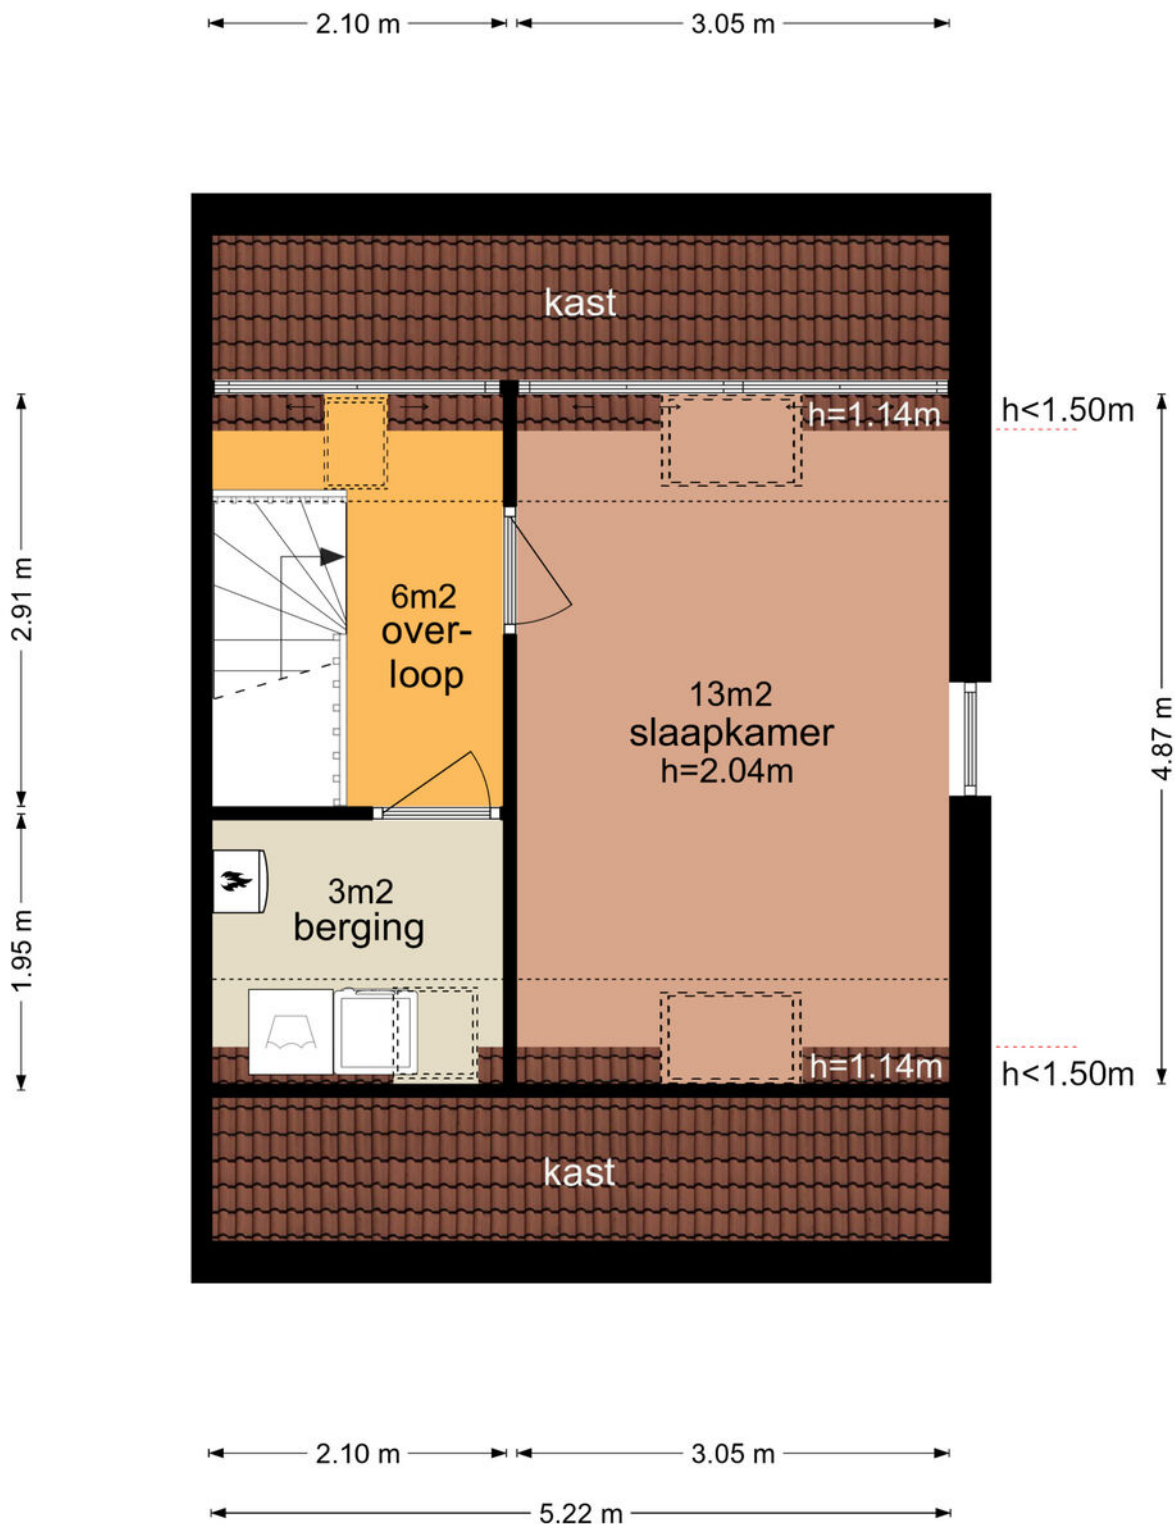 2.10 m
3.05 m
kast
h=1.14m
h<1.50m
2.91 m
6m2
over-
loop
13m2
slaapkamer
h=2.04m
4.87 m
1.95 m
3m2
berging
h=1.14m
h<1.50m
kast
2.10 m
3.05 m
5.22 m